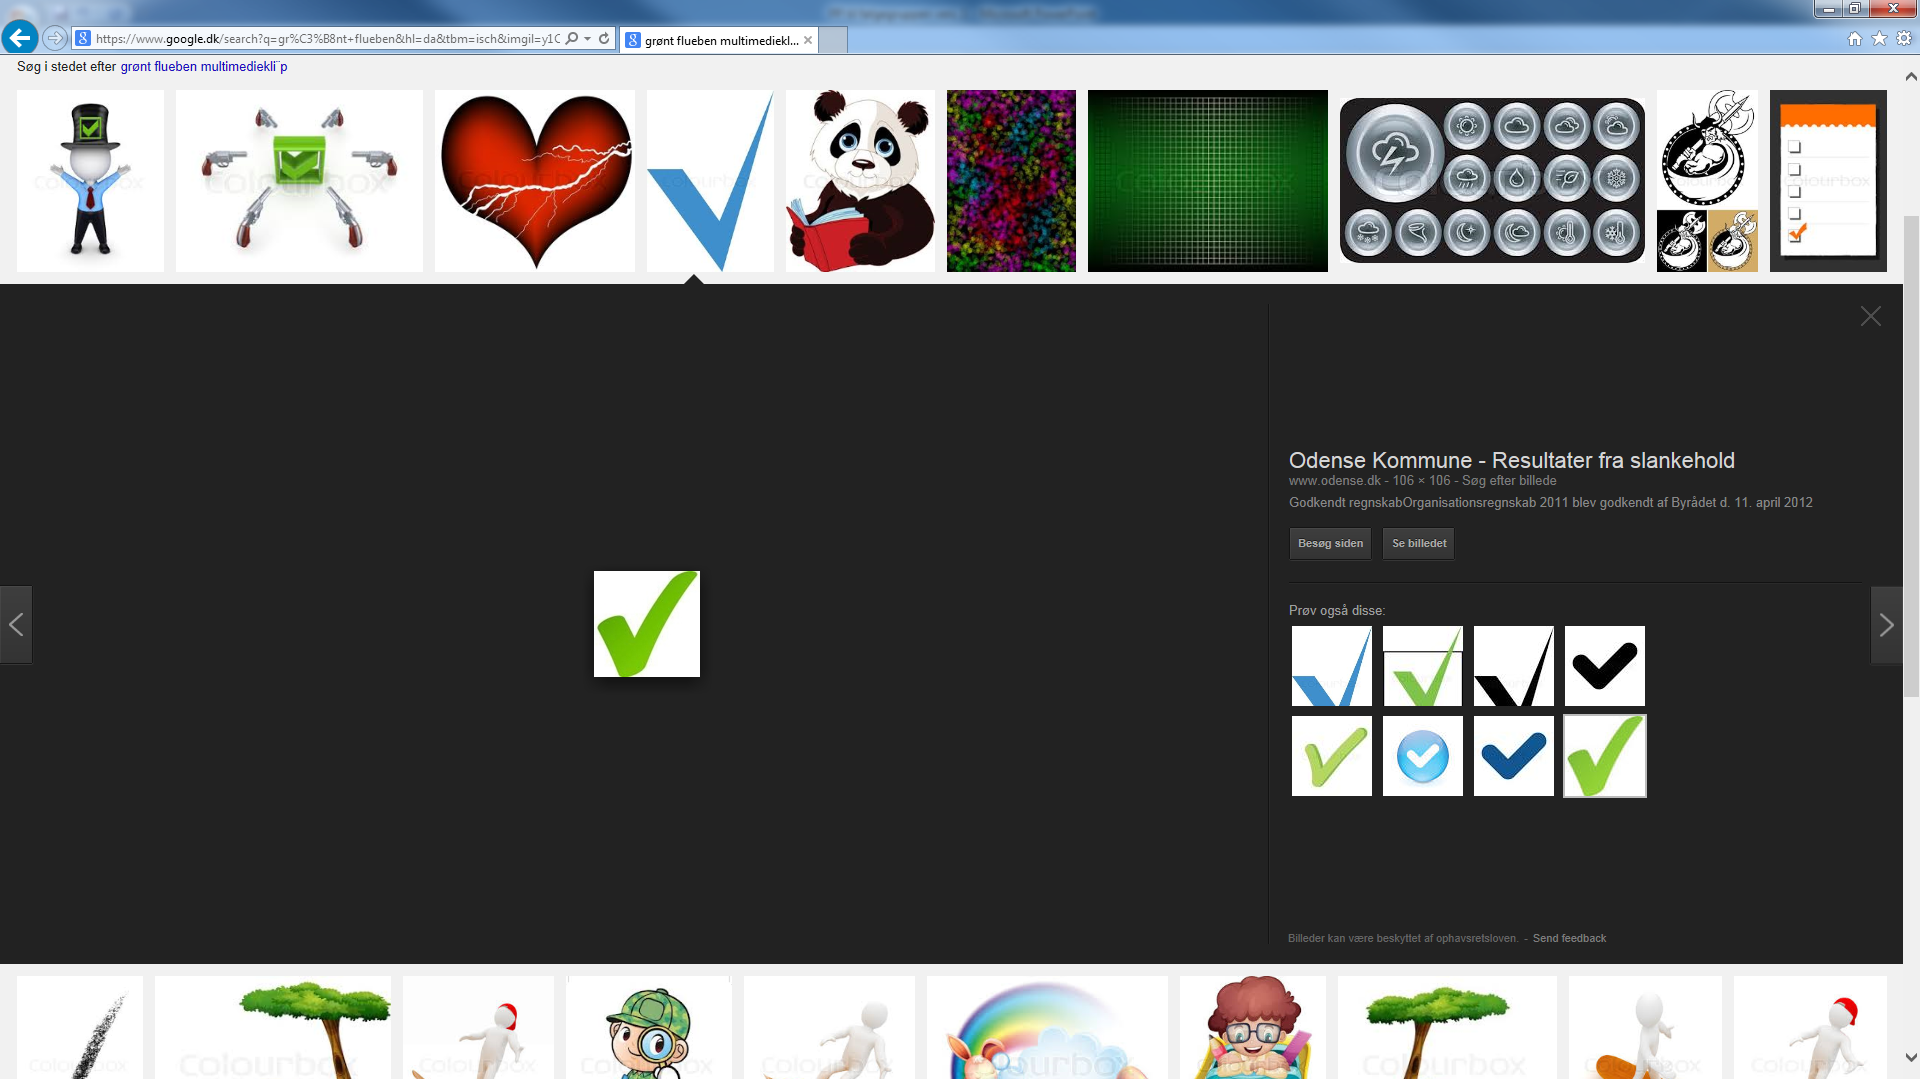 https://www.google.dk/search?q=gr%C3%B8nt+flueben&hl=da&tbm=isch&imgil=y1C
grønt flueben multimediekl...
Søg i stedet efter grønt flueben multimediekli¨p
colourbox
Odense Kommune - Resultater fra slankehold
www.odense.dk - 106 × 106 - Søg efter billede
Godkendt regnskabOrganisationsregnskab 2011 blev godkendt af Byrådet d. 11. april 2012
Besøg siden
Se billedet
Prøv også disse:
Billeder kan være beskyttet af ophavsretsloven. - Send feedback
colourbox
colourbox